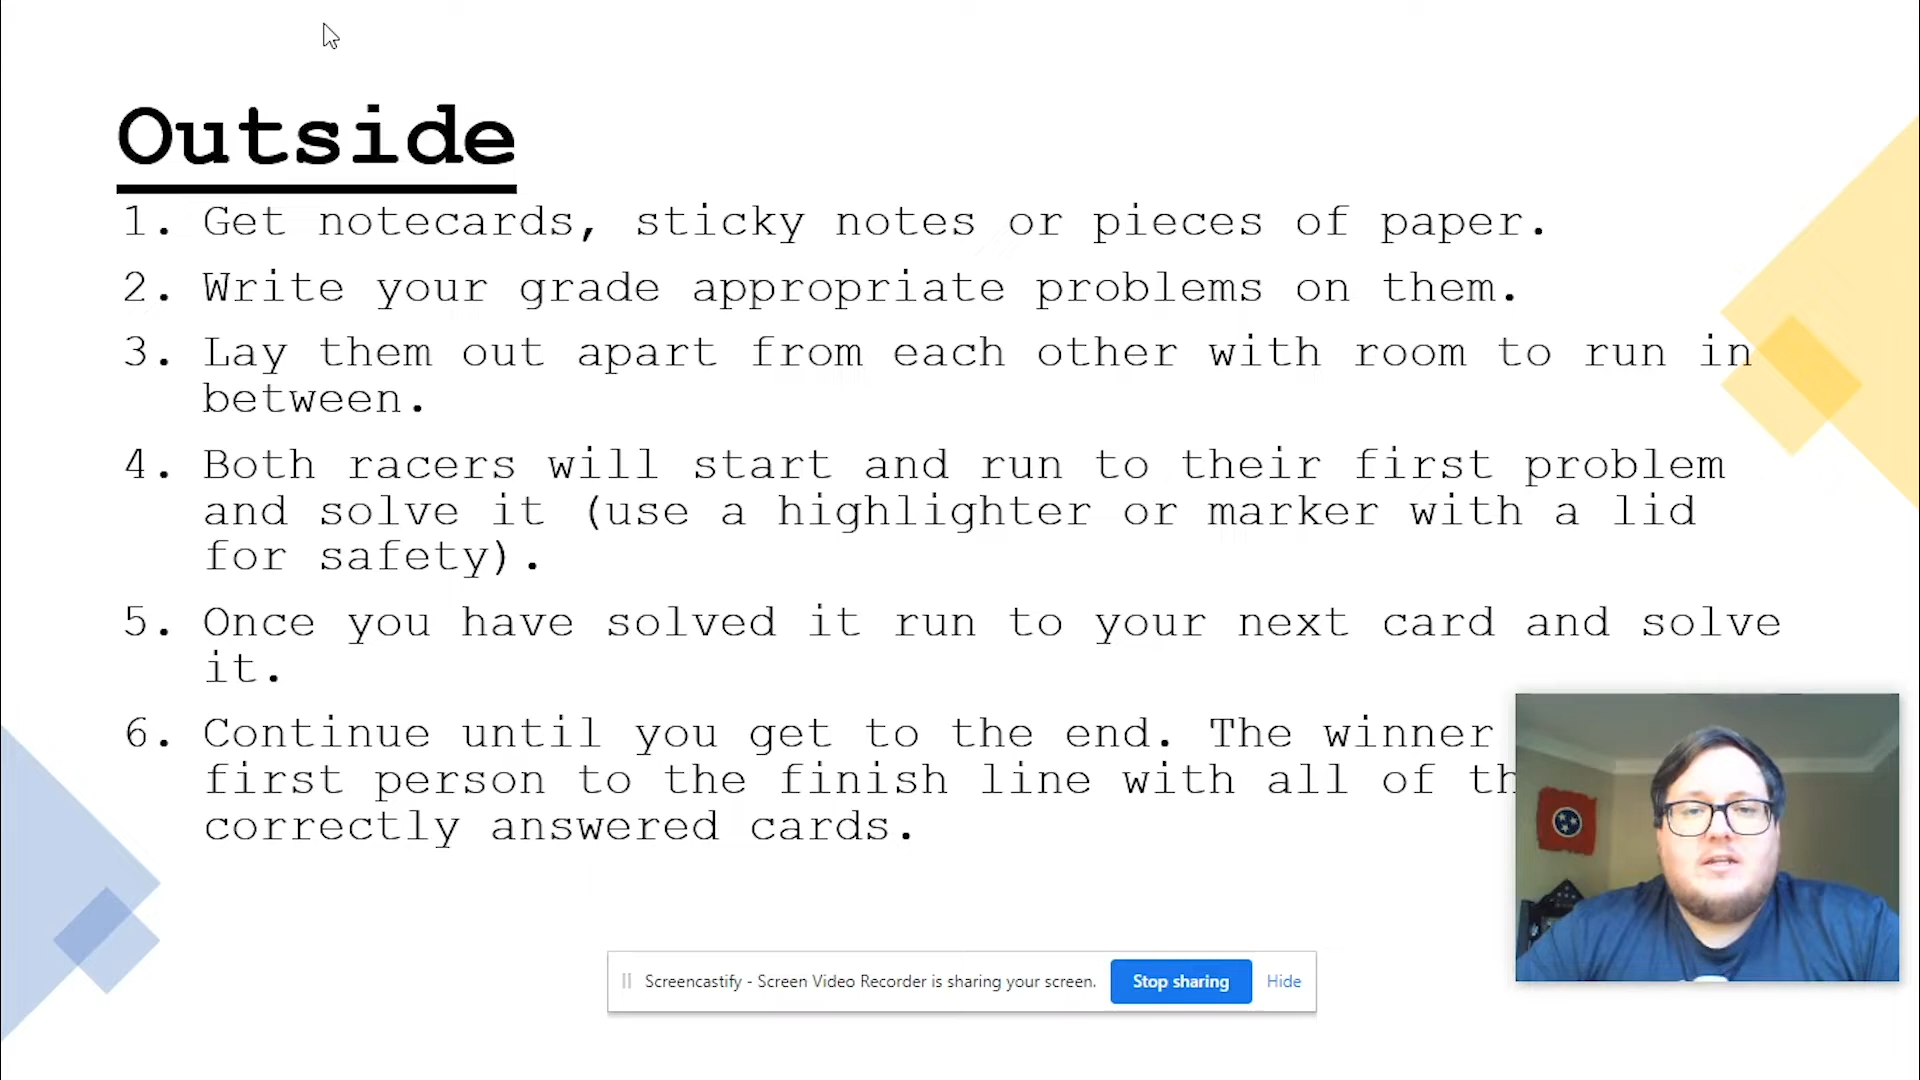 Outside
1. Get notecards, sticky notes or pieces of paper.
2. Write your grade appropriate problems on them.
3. Lay them out apart from each other with room to run in
between.
4. Both racers will start and run to their first problem
and solve it (use a highlighter or marker with a lid
for safety).
5. Once you have solved it run to your next card and solve
it.
6. Continue until you get to the end. The winner
first person to the finish line with all of
correctly answered cards.
Screencastify - Screen Video Recorder is sharing your screen.
Stop sharing
Hide